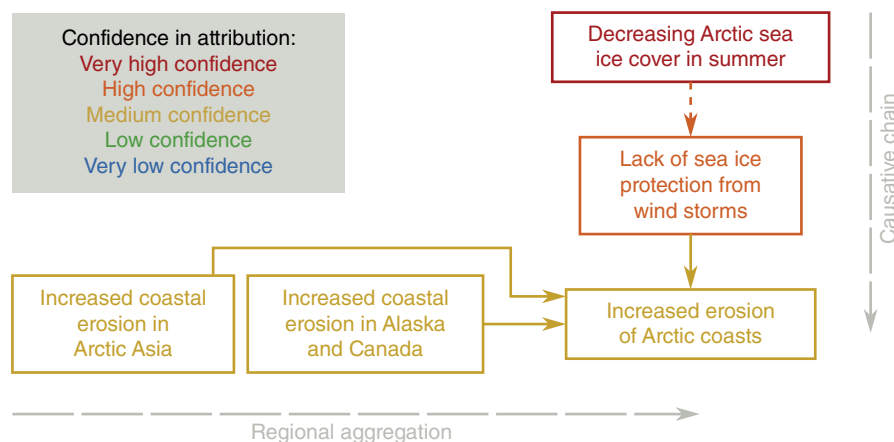 Confidence in attribution:
Very high confidence
High confidence
Medium confidence
Low confidence
Very low confidence
Decreasing Arctic sea
ice cover in summer
Lack of sea ice
protection from
wind storms
Causative chain
Increased coastal
erosion in
Arctic Asia
Increased coastal
erosion in Alaska
and Canada
Increased erosion
of Arctic coasts
Regional aggregation